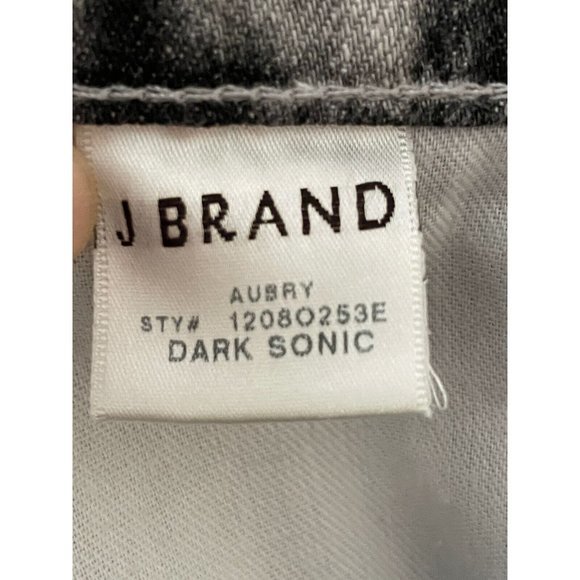 J BRAND
AUBRY
STY# 1208O253E
DARK SONIC